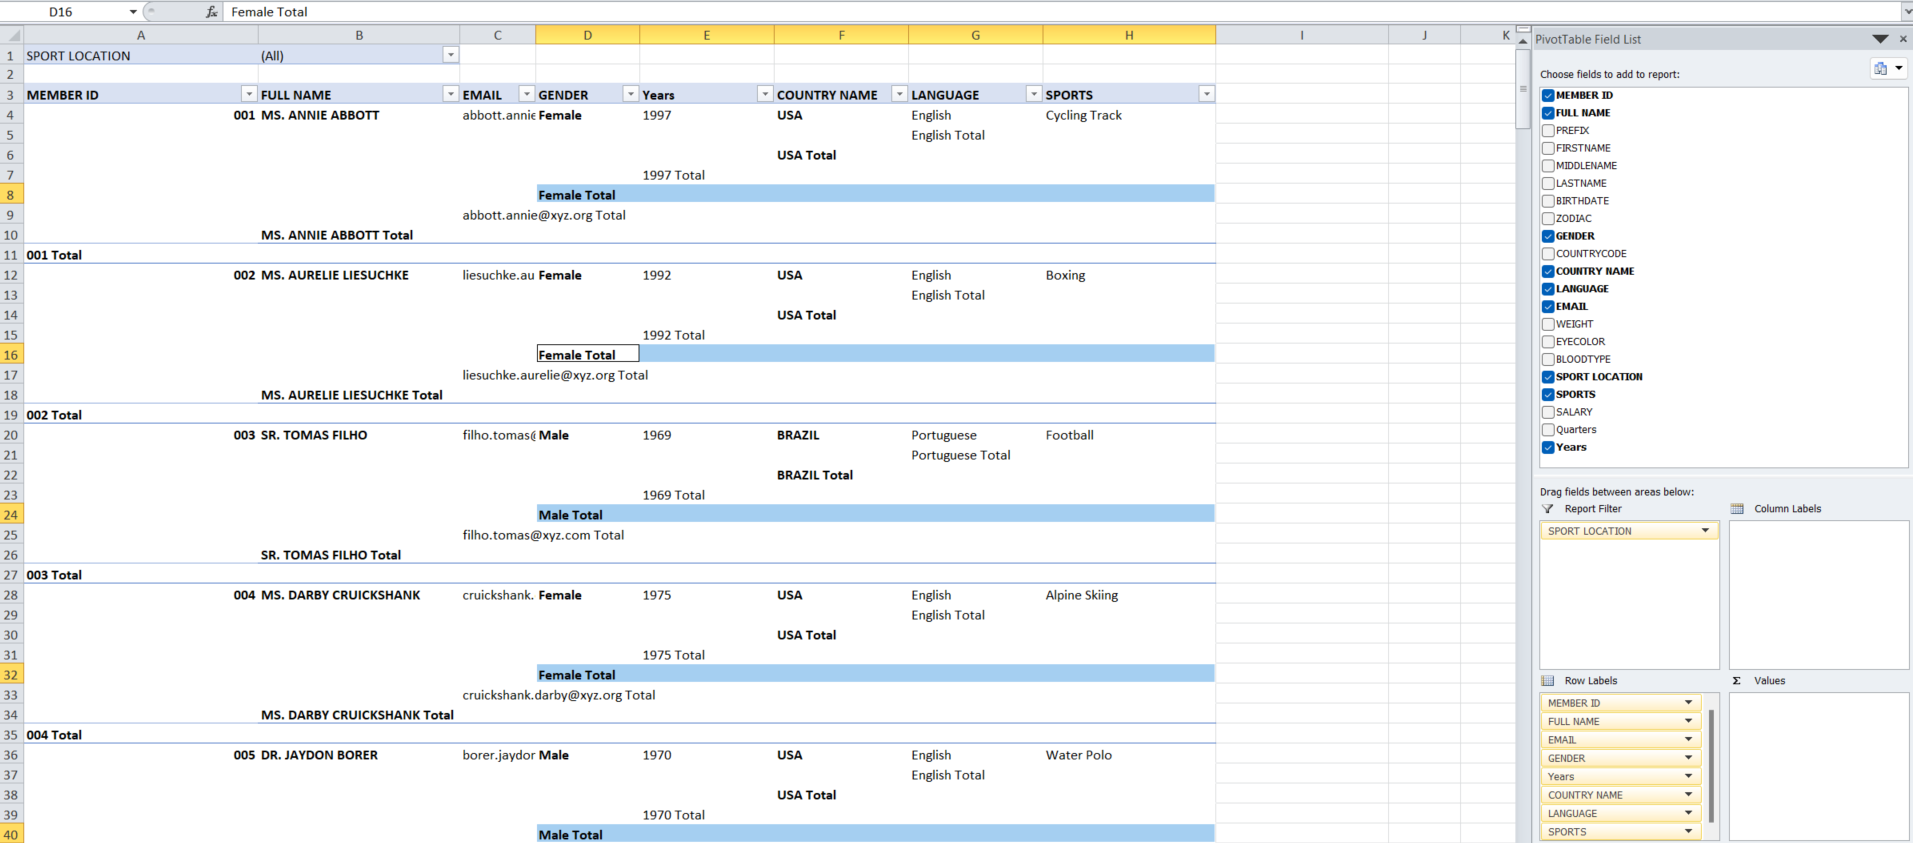 D16 fx Female Total
A B C D E F G H I J K
1 SPORT LOCATION (All)
2
3 MEMBER ID FULL NAME EMAIL GENDER Years COUNTRY NAME LANGUAGE SPORTS
4 001 MS. ANNIE ABBOTT abbott.annie Female 1997 USA English Cycling Track
5 English Total
6 USA Total
7 1997 Total
8 Female Total
9 abbott.annie@xyz.org Total
10 MS. ANNIE ABBOTT Total
11 001 Total
12 002 MS. AURELIE LIESUCHKE liesuchke.au Female 1992 USA English Boxing
13 English Total
14 USA Total
15 1992 Total
16 Female Total
17 liesuchke.aurelie@xyz.org Total
18 MS. AURELIE LIESUCHKE Total
19 002 Total
20 003 SR. TOMAS FILHO filho.tomas@ Male 1969 BRAZIL Portuguese Football
21 Portuguese Total
22 BRAZIL Total
23 1969 Total
24 Male Total
25 filho.tomas@xyz.com Total
26 SR. TOMAS FILHO Total
27 003 Total
28 004 MS. DARBY CRUICKSHANK cruickshank. Female 1975 USA English Alpine Skiing
29 English Total
30 USA Total
31 1975 Total
32 Female Total
33 cruickshank.darby@xyz.org Total
34 MS. DARBY CRUICKSHANK Total
35 004 Total
36 005 DR. JAYDON BORER borer.jaydor Male 1970 USA English Water Polo
37 English Total
38 USA Total
39 1970 Total
40 Male Total
PivotTable Field List
Choose fields to add to report:
MEMBER ID
FULL NAME
PREFIX
FIRSTNAME
MIDDLENAME
LASTNAME
BIRTHDATE
ZODIAC
GENDER
COUNTRYCODE
COUNTRY NAME
LANGUAGE
EMAIL
WEIGHT
EYECOLOR
BLOODTYPE
SPORT LOCATION
SPORTS
SALARY
Quarters
Years
Drag fields between areas below:
Report Filter
SPORT LOCATION
Column Labels
Row Labels
MEMBER ID
FULL NAME
EMAIL
GENDER
Years
COUNTRY NAME
LANGUAGE
SPORTS
Σ Values